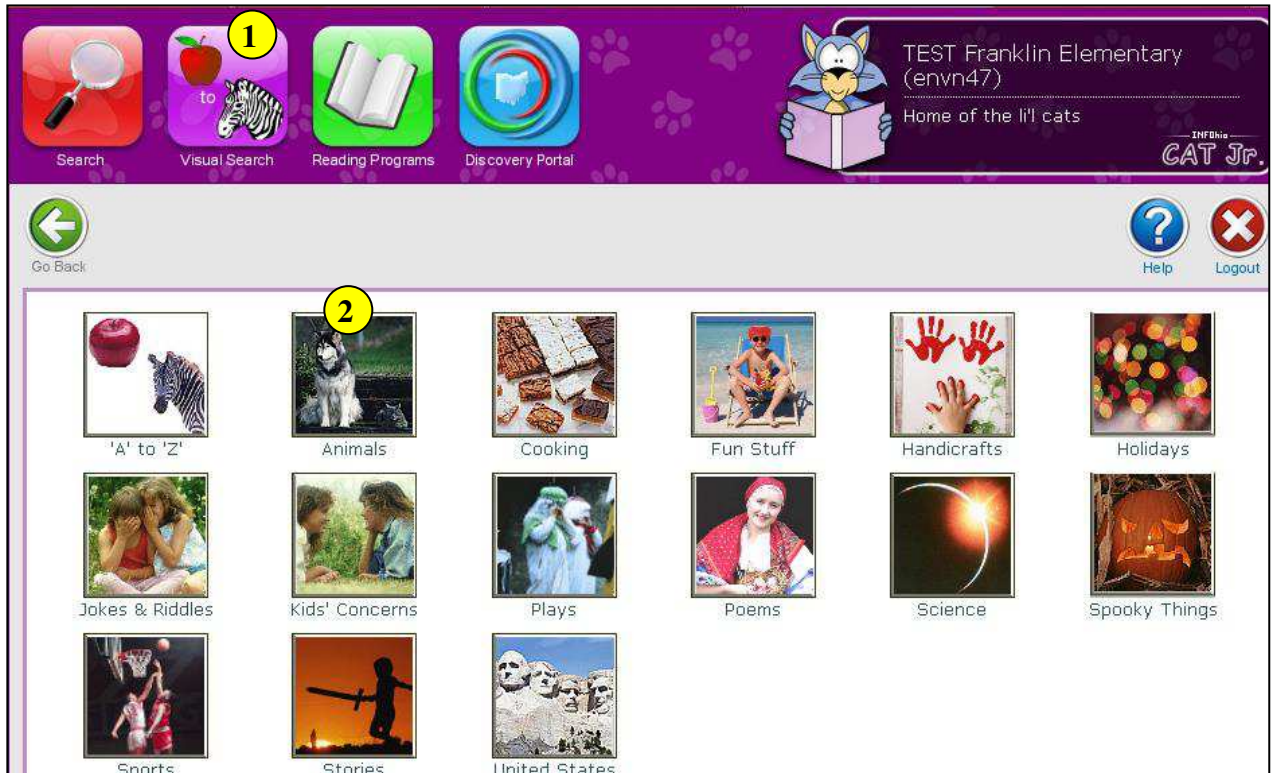 1
to
Search
Visual Search
Reading Programs
Discovery Portal
TEST Franklin Elementary
(envn47)
Home of the li'l cats
INFOhio
CAT Jr.
Go Back
Help
Logout
2
'A' to 'Z'
Animals
Cooking
Fun Stuff
Handicrafts
Holidays
Jokes & Riddles
Kids' Concerns
Plays
Poems
Science
Spooky Things
Sports
Stories
United States